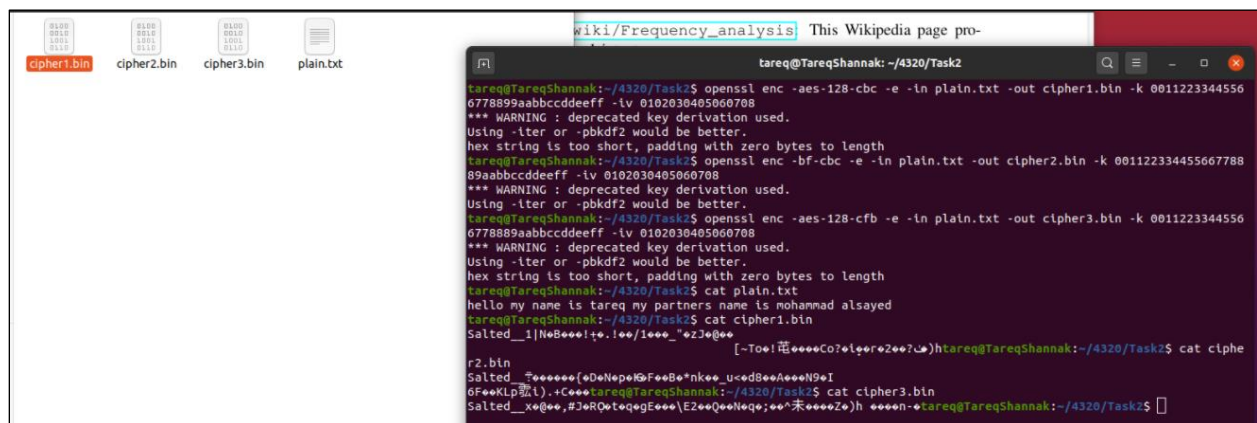 cipher1.bin
cipher2.bin
cipher3.bin
plain.txt
wiki/Frequency_analysis This Wikipedia page pro-
tareq@TareqShannak: ~/4320/Task2
tareq@TareqShannak:~/4320/Task2$ openssl enc -aes-128-cbc -e -in plain.txt -out cipher1.bin -k 0011223344556
6778899aabbccddeeff -iv 0102030405060708
*** WARNING : deprecated key derivation used.
Using -iter or -pbkdf2 would be better.
hex string is too short, padding with zero bytes to length
tareq@TareqShannak:~/4320/Task2$ openssl enc -bf-cbc -e -in plain.txt -out cipher2.bin -k 001122334455667788
89aabbccddeeff -iv 0102030405060708
*** WARNING : deprecated key derivation used.
Using -iter or -pbkdf2 would be better.
tareq@TareqShannak:~/4320/Task2$ openssl enc -aes-128-cfb -e -in plain.txt -out cipher3.bin -k 0011223344556
6778889aabbccddeeff -iv 0102030405060708
*** WARNING : deprecated key derivation used.
Using -iter or -pbkdf2 would be better.
hex string is too short, padding with zero bytes to length
tareq@TareqShannak:~/4320/Task2$ cat plain.txt
hello my name is tareq my partners name is mohammad alsayed
tareq@TareqShannak:~/4320/Task2$ cat cipher1.bin
Salted__1|N�B���!
tareq@TareqShannak:~/4320/Task2$ cat ciphe
r2.bin
Salted__
tareq@TareqShannak:~/4320/Task2$ cat cipher3.bin
Salted__x�@��,#J�
tareq@TareqShannak:~/4320/Task2$